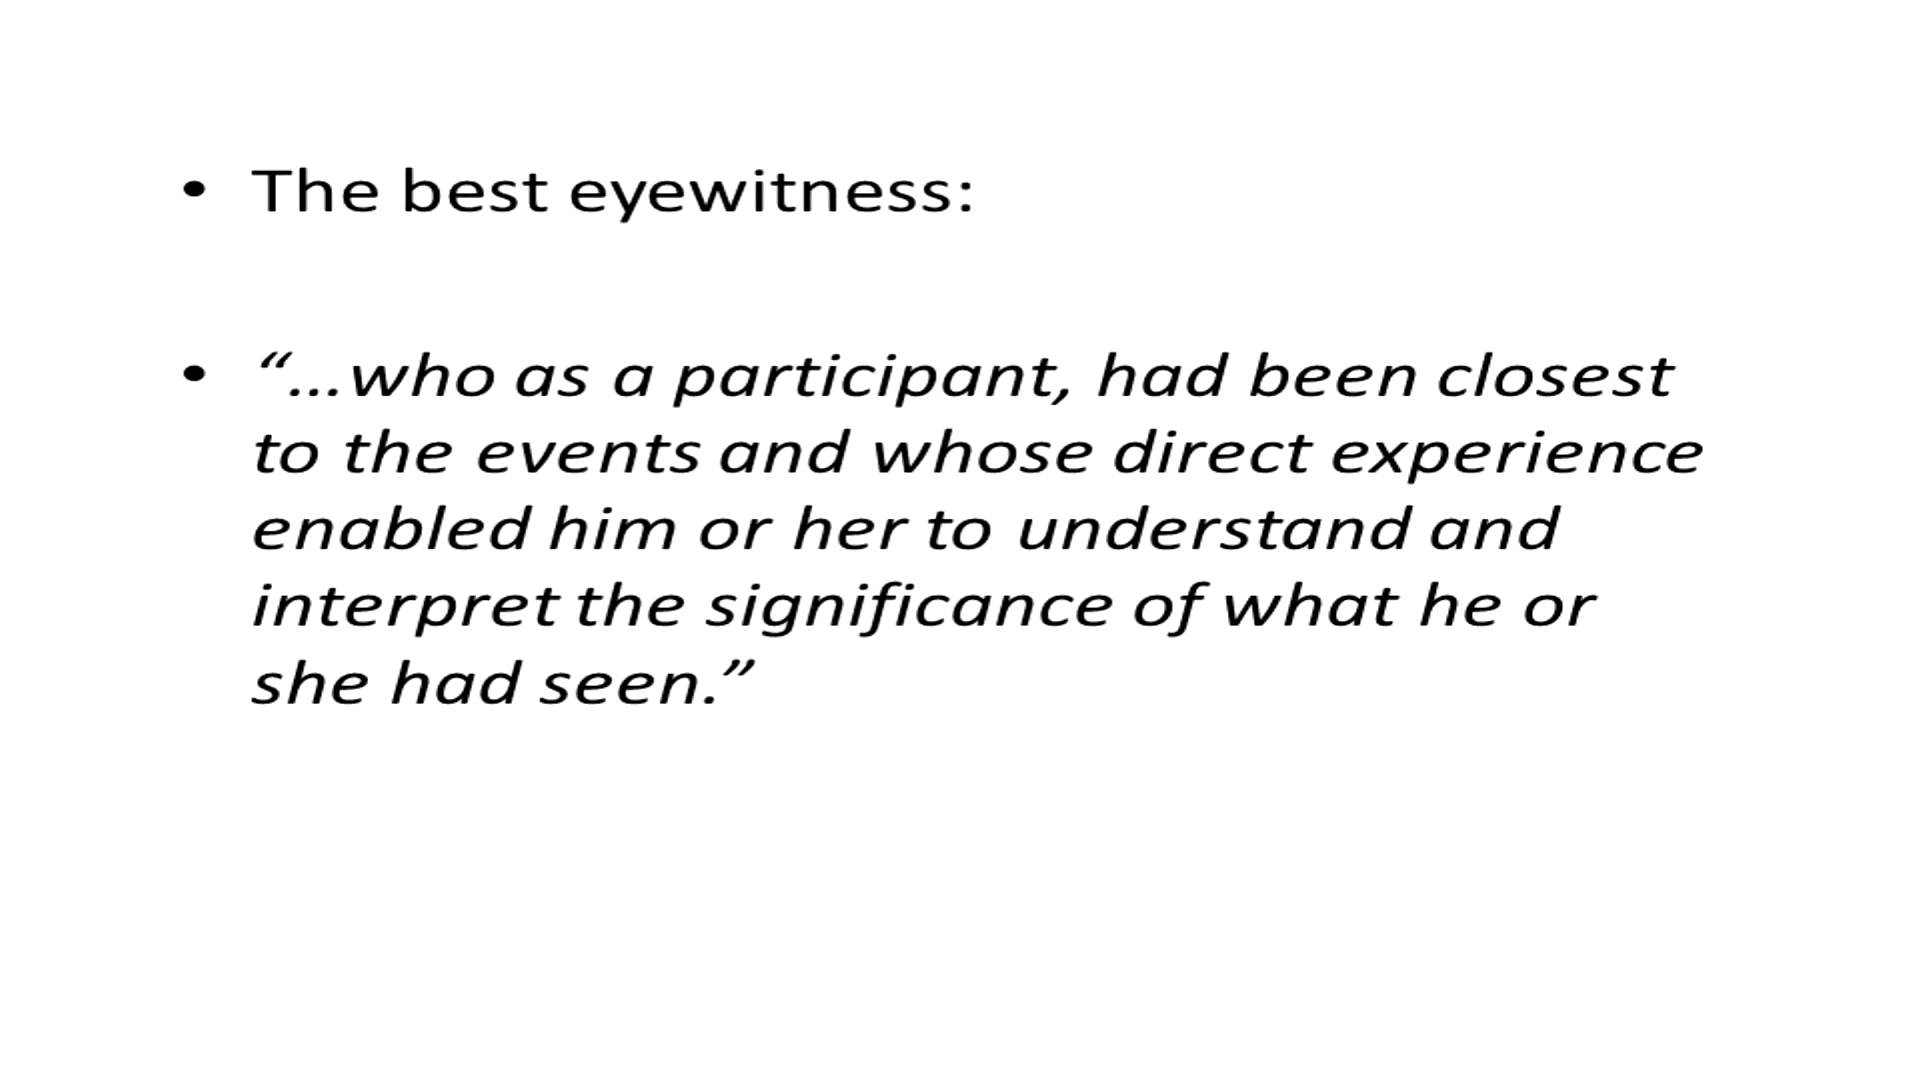 • The best eyewitness:
• “…who as a participant, had been closest
to the events and whose direct experience
enabled him or her to understand and
interpret the significance of what he or
she had seen.”